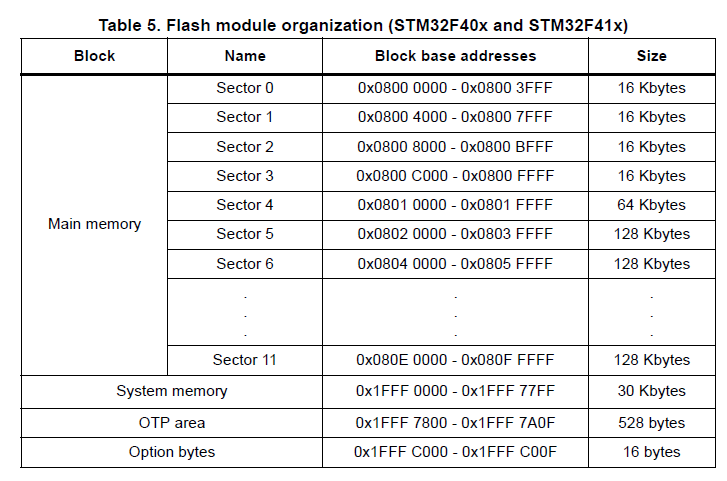 Table 5. Flash module organization (STM32F40x and STM32F41x)
Block Name Block base addresses Size
Sector 0 0x0800 0000 - 0x0800 3FFF 16 Kbytes
Sector 1 0x0800 4000 - 0x0800 7FFF 16 Kbytes
Sector 2 0x0800 8000 - 0x0800 BFFF 16 Kbytes
Sector 3 0x0800 C000 - 0x0800 FFFF 16 Kbytes
Sector 4 0x0801 0000 - 0x0801 FFFF 64 Kbytes
Main memory
Sector 5 0x0802 0000 - 0x0803 FFFF 128 Kbytes
Sector 6 0x0804 0000 - 0x0805 FFFF 128 Kbytes
. . .
. . .
. . .
Sector 11 0x080E 0000 - 0x080F FFFF 128 Kbytes
System memory 0x1FFF 0000 - 0x1FFF 77FF 30 Kbytes
OTP area 0x1FFF 7800 - 0x1FFF 7A0F 528 bytes
Option bytes 0x1FFF C000 - 0x1FFF C00F 16 bytes